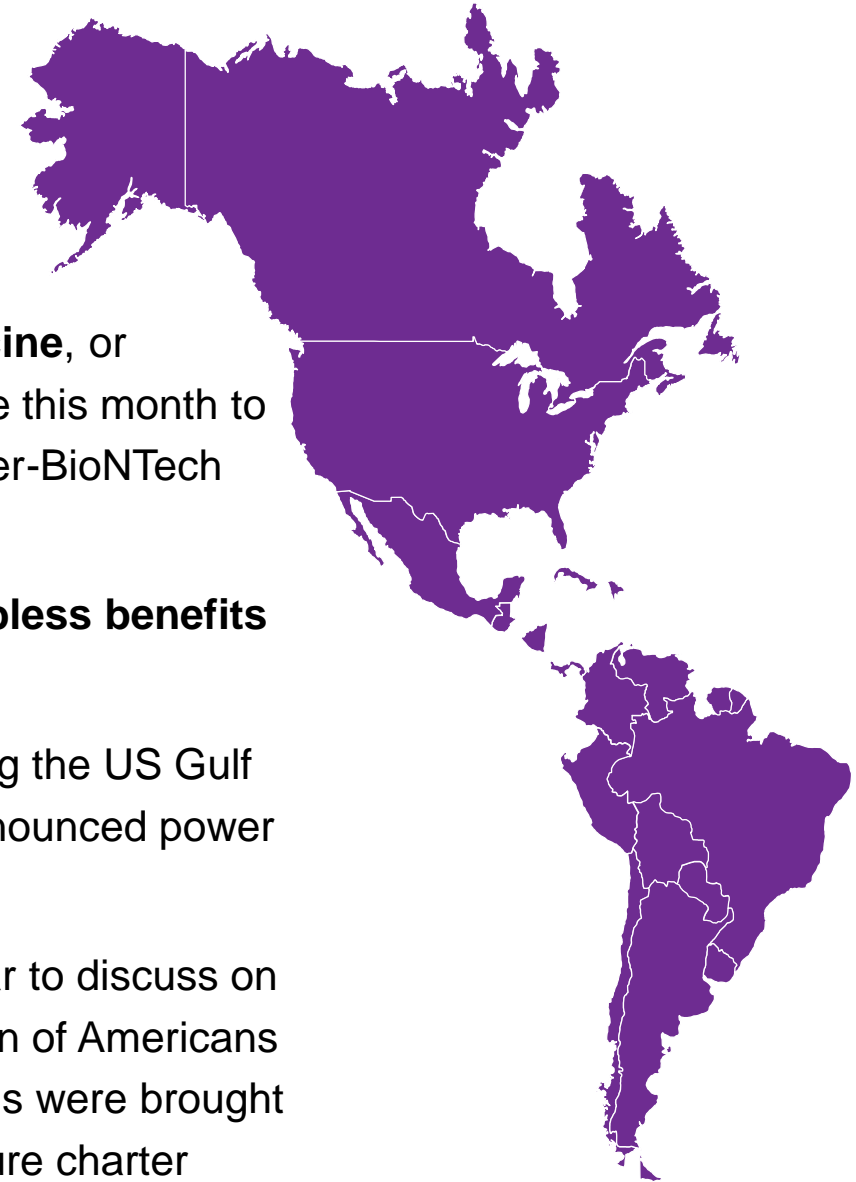 ine, or
e this month to
er-BioNTech
bless benefits
g the US Gulf
nounced power
ar to discuss on
n of Americans
s were brought
ure charter